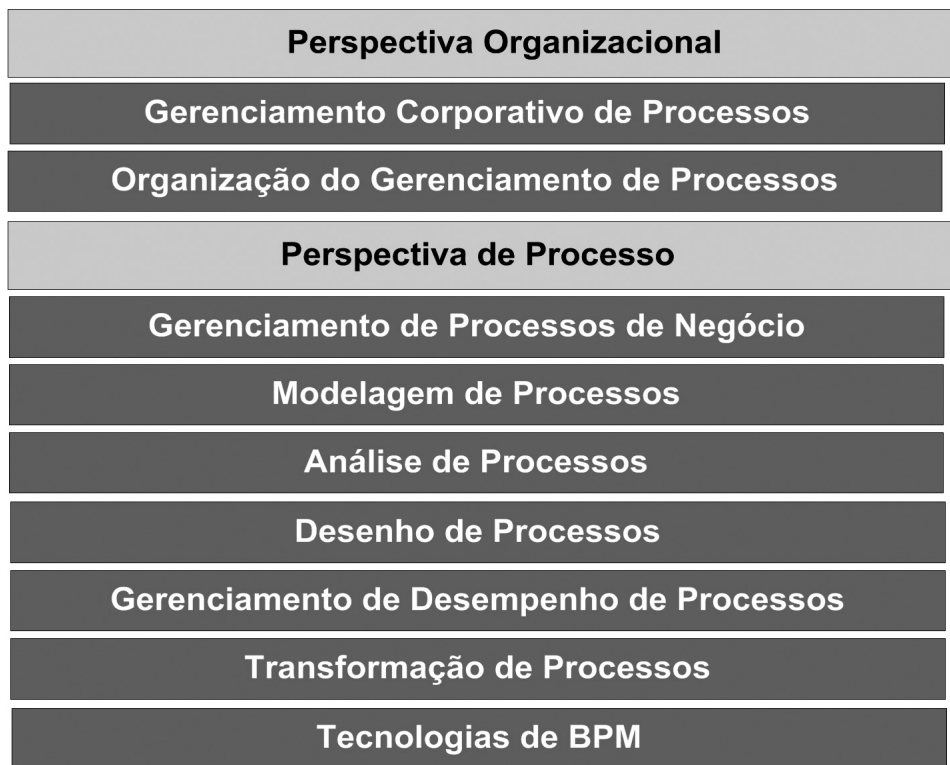 Perspectiva Organizacional
Gerenciamento Corporativo de Processos
Organização do Gerenciamento de Processos
Perspectiva de Processo
Gerenciamento de Processos de Negócio
Modelagem de Processos
Análise de Processos
Desenho de Processos
Gerenciamento de Desempenho de Processos
Transformação de Processos
Tecnologias de BPM